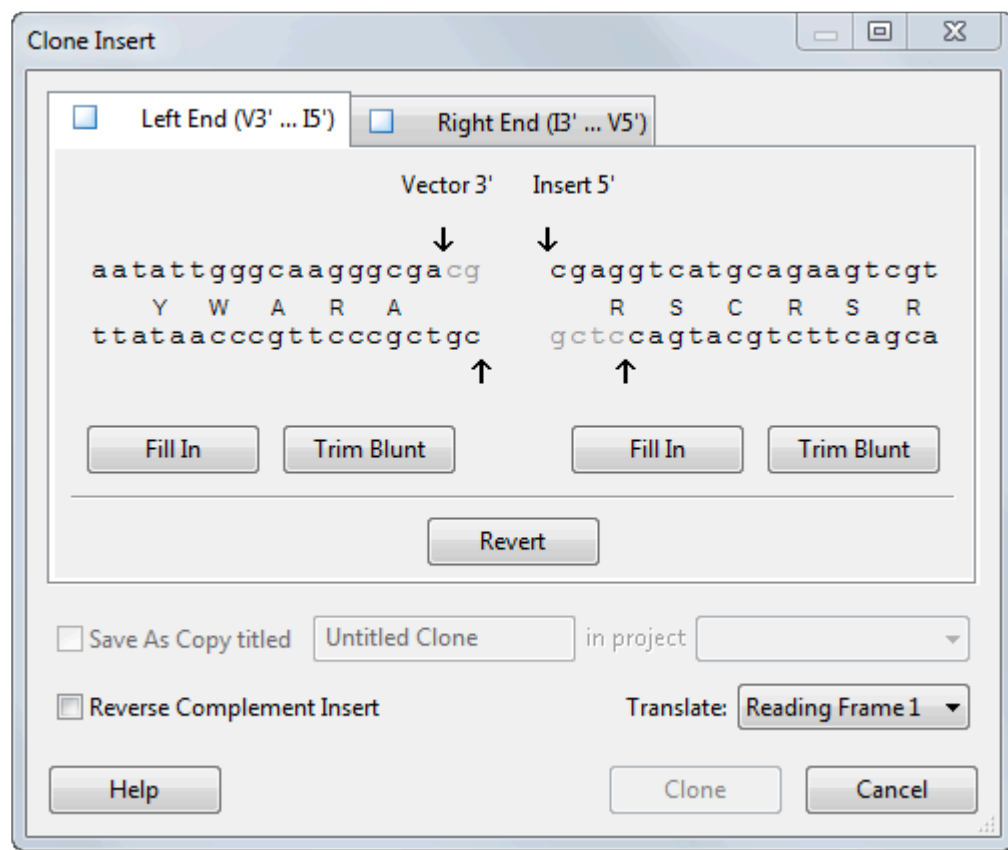 Clone Insert
Left End (V3' ... I5') Right End (I3' ... V5')
Vector 3' Insert 5'
aatattgggcaagggcgacg cgaggtcatgcagaagtcgt
Y W A R A R S C R S R
ttataacccgttcccgctgc gctccagtacgtcttcagca
Fill In Trim Blunt Fill In Trim Blunt
Revert
Save As Copy titled Untitled Clone in project
Reverse Complement Insert Translate: Reading Frame 1
Help Clone Cancel